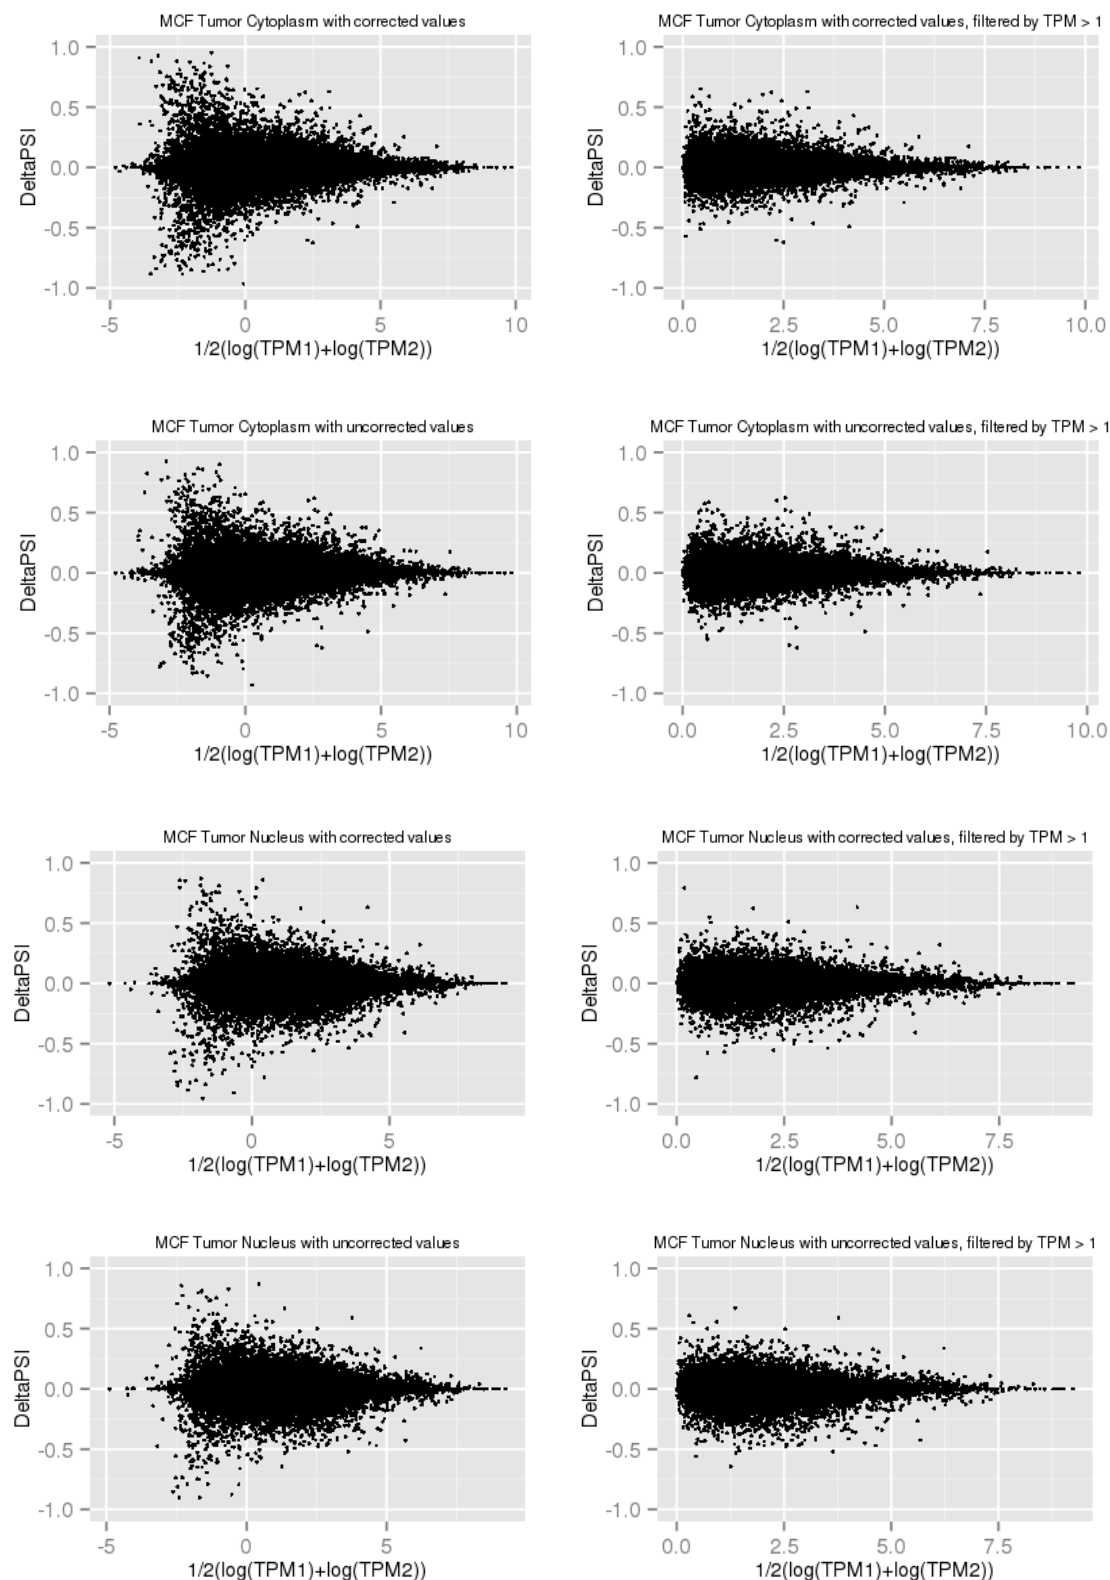 MCF Tumor Cytoplasm with corrected values
1.0
0.5
0.0
-0.5
-1.0
DeltaPSI
-5 0 5 10
1/2(log(TPM1)+log(TPM2))
MCF Tumor Cytoplasm with corrected values, filtered by TPM > 1
1.0
0.5
0.0
-0.5
-1.0
DeltaPSI
0.0 2.5 5.0 7.5 10.0
1/2(log(TPM1)+log(TPM2))
MCF Tumor Cytoplasm with uncorrected values
1.0
0.5
0.0
-0.5
-1.0
DeltaPSI
-5 0 5 10
1/2(log(TPM1)+log(TPM2))
MCF Tumor Cytoplasm with uncorrected values, filtered by TPM > 1
1.0
0.5
0.0
-0.5
-1.0
DeltaPSI
0.0 2.5 5.0 7.5 10.0
1/2(log(TPM1)+log(TPM2))
MCF Tumor Nucleus with corrected values
1.0
0.5
0.0
-0.5
-1.0
DeltaPSI
-5 0 5
1/2(log(TPM1)+log(TPM2))
MCF Tumor Nucleus with corrected values, filtered by TPM > 1
1.0
0.5
0.0
-0.5
-1.0
DeltaPSI
0.0 2.5 5.0 7.5
1/2(log(TPM1)+log(TPM2))
MCF Tumor Nucleus with uncorrected values
1.0
0.5
0.0
-0.5
-1.0
DeltaPSI
-5 0 5
1/2(log(TPM1)+log(TPM2))
MCF Tumor Nucleus with uncorrected values, filtered by TPM > 1
1.0
0.5
0.0
-0.5
-1.0
DeltaPSI
0.0 2.5 5.0 7.5
1/2(log(TPM1)+log(TPM2))